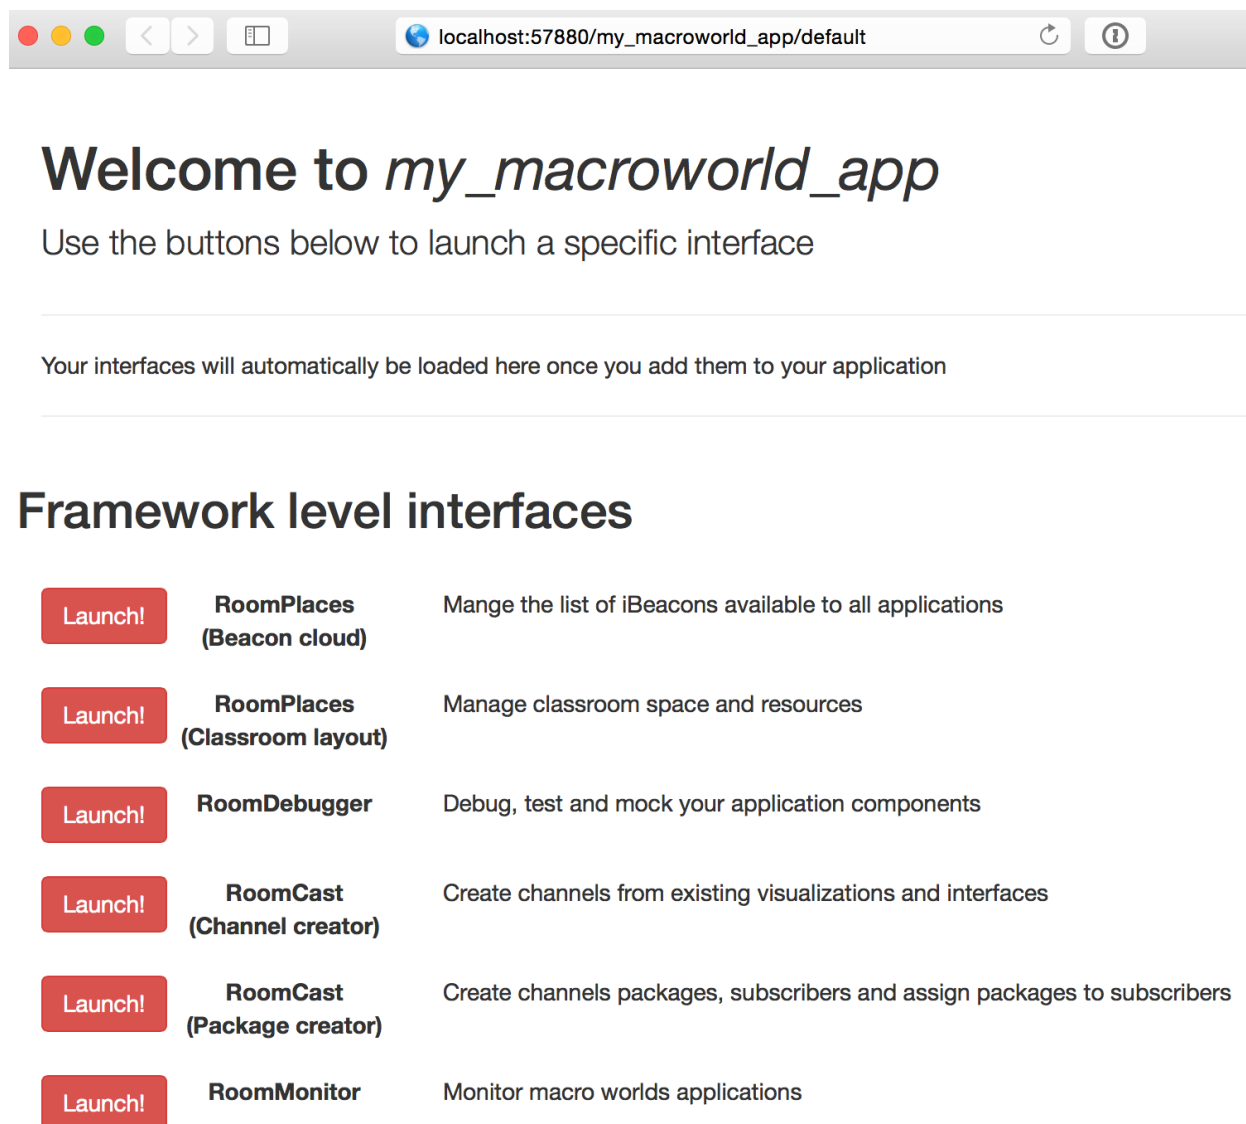 localhost:57880/my_macroworld_app/default
Welcome to my_macroworld_app
Use the buttons below to launch a specific interface
Your interfaces will automatically be loaded here once you add them to your application
Framework level interfaces
Launch! RoomPlaces Mange the list of iBeacons available to all applications
(Beacon cloud)
Launch! RoomPlaces Manage classroom space and resources
(Classroom layout)
Launch! RoomDebugger Debug, test and mock your application components
Launch! RoomCast Create channels from existing visualizations and interfaces
(Channel creator)
Launch! RoomCast Create channels packages, subscribers and assign packages to subscribers
(Package creator)
Launch! RoomMonitor Monitor macro worlds applications